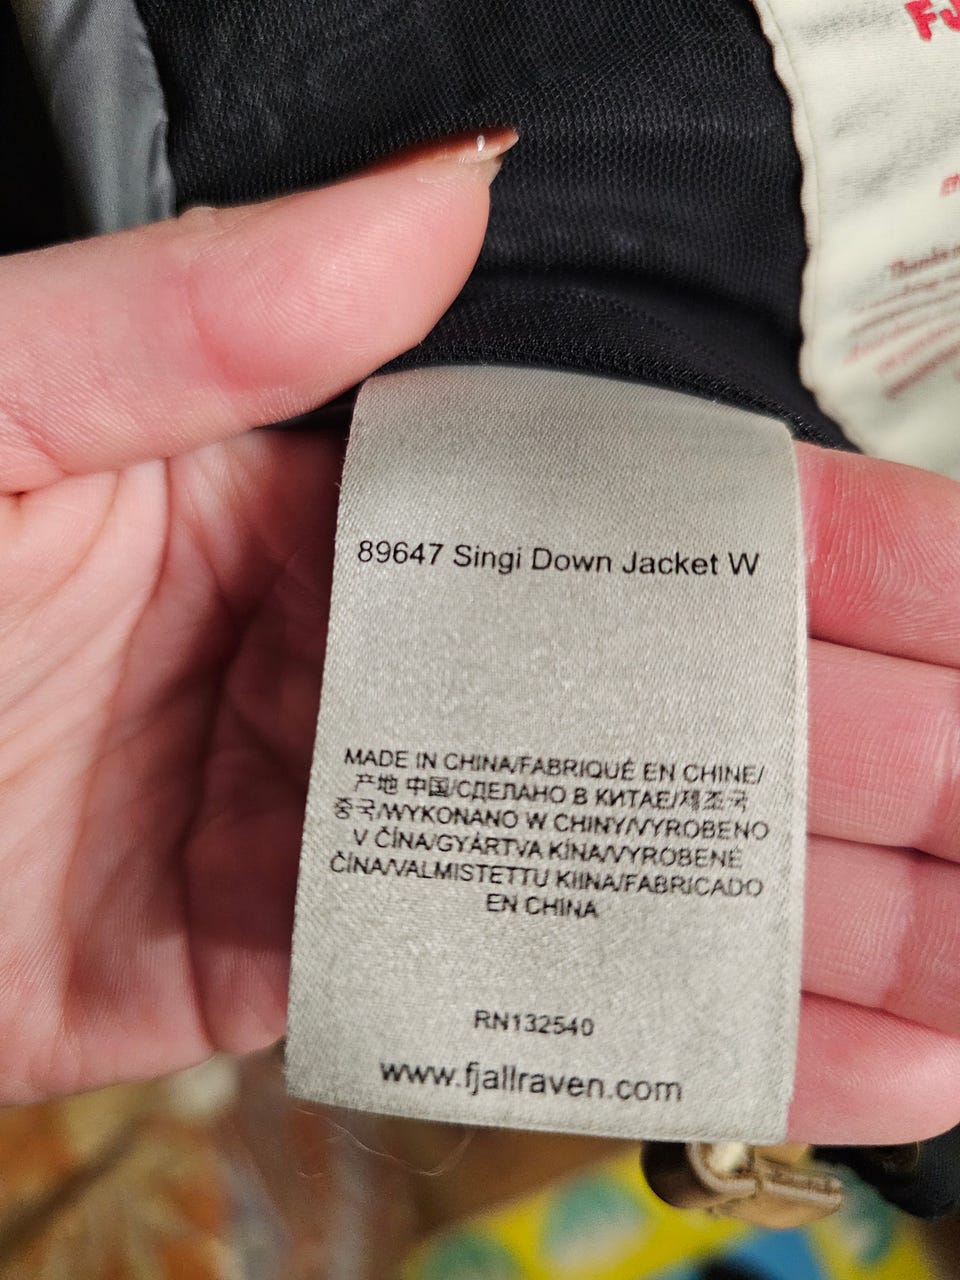 FJ
Thanks
89647 Singi Down Jacket W
MADE IN CHINA/FABRIQUÉ EN CHINE/
产地 中国/СДЕЛАНО В КИТАЕ/제조국
중국/WYKONANO W CHINY/VYROBENO
V ČÍNA/GYÁRTVA KÍNA/VYROBENÉ
ČÍNA/VALMISTETTU KIINA/FABRICADO
EN CHINA
RN132540
www.fjallraven.com